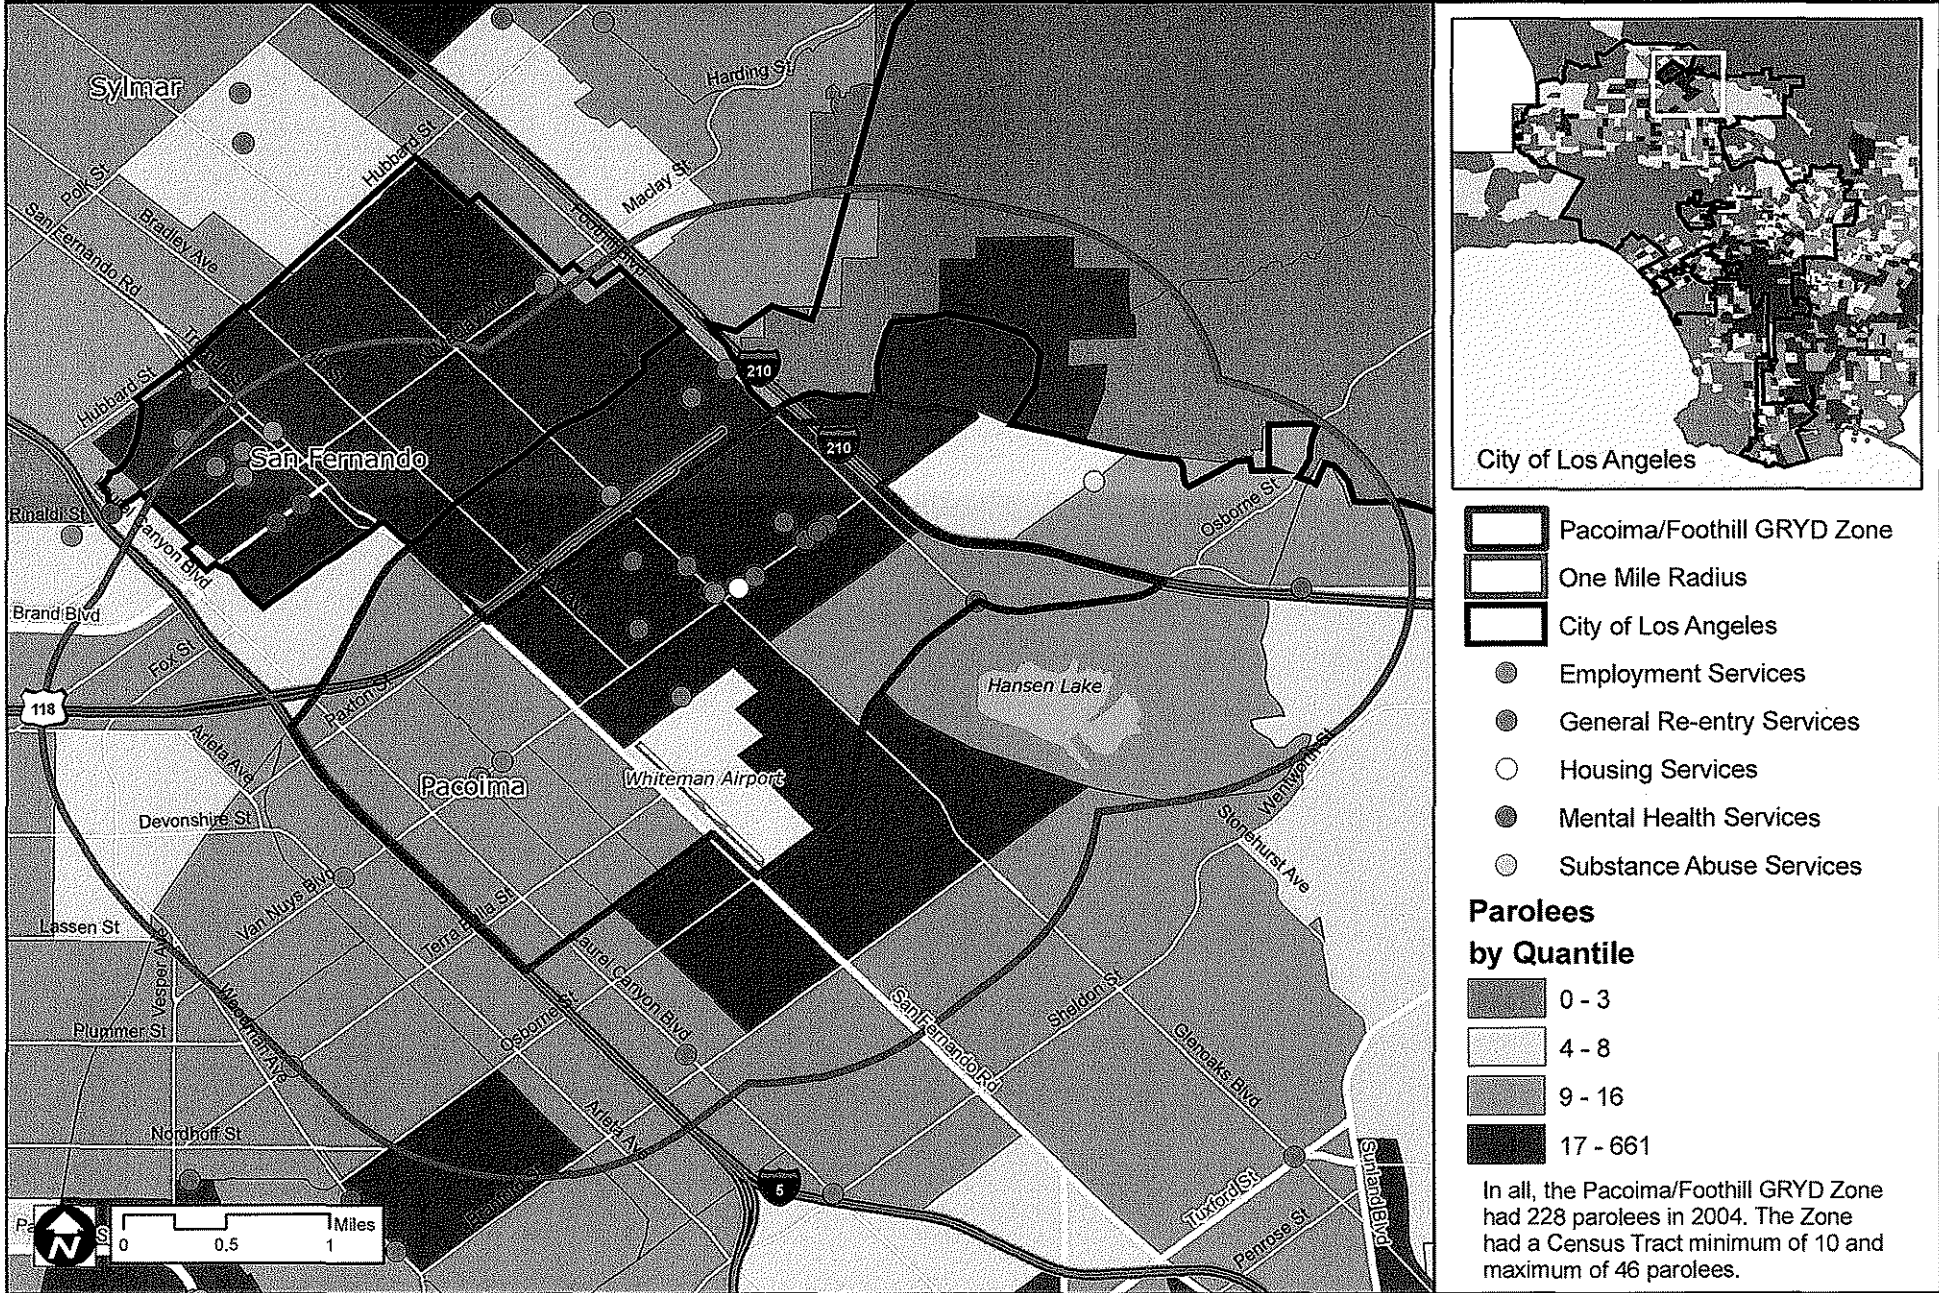 Sylmar
Harding St
Hubbard St
Polk St
Maclay St
San Fernando Rd
Bradley Ave
Foothill Blvd
210
Hubbard St
San Fernando
210
Rinaldi St
Canyon Blvd
Osborne St
Brand Blvd
Fox St
Hansen Lake
118
Paxton St
Arleta Ave
Pacoima
Whiteman Airport
Wentworth St
Devonshire St
Stonehurst Ave
Van Nuys Blvd
Lassen St
Terra Bella St
Laurel Canyon Blvd
Vesper Ave
Woodman Ave
San Fernando Rd
Sheldon St
Plummer St
Osborne St
Glenoaks Blvd
Arleta Ave
Nordhoff St
Sunland Blvd
5
Tuxford St
Penrose St
N
Miles
0 0.5 1
City of Los Angeles
Pacoima/Foothill GRYD Zone
One Mile Radius
City of Los Angeles
Employment Services
General Re-entry Services
Housing Services
Mental Health Services
Substance Abuse Services
Parolees
by Quantile
0 - 3
4 - 8
9 - 16
17 - 661
In all, the Pacoima/Foothill GRYD Zone
had 228 parolees in 2004. The Zone
had a Census Tract minimum of 10 and
maximum of 46 parolees.